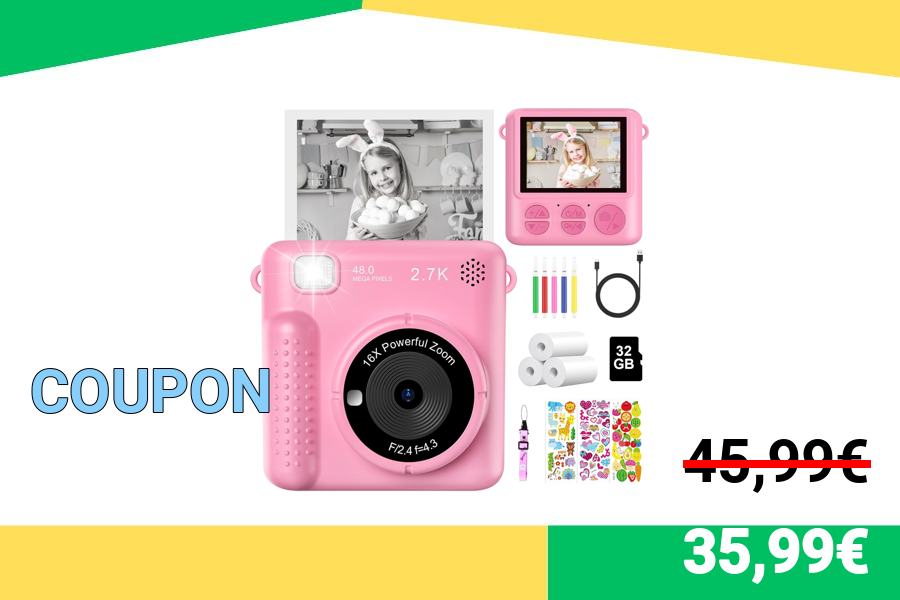 48.0
MEGA PIXELS
2.7K
16X Powerful Zoom
F/2.4 f=4.3
32
GB
COUPON
45,99€
35,99€